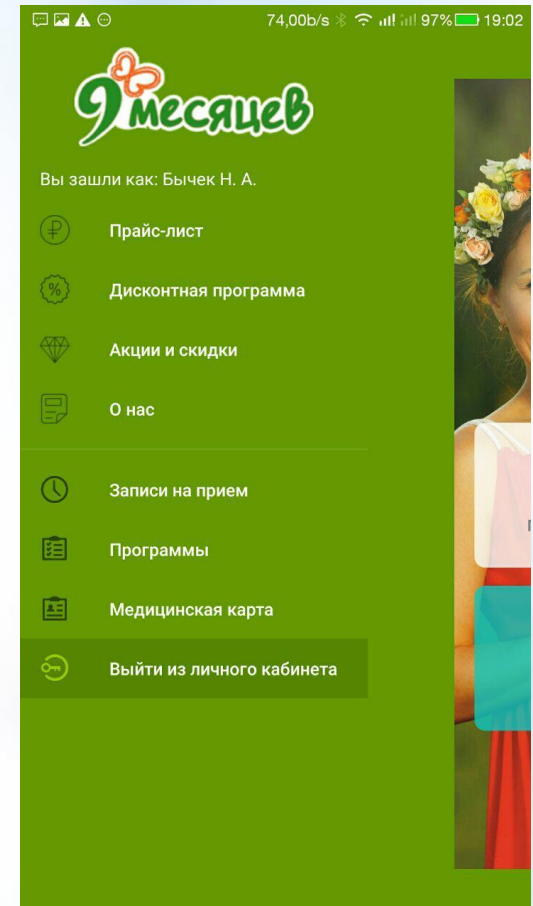 74,00b/s 97% 19:02
9 месяцев
Вы зашли как: Бычек Н. А.
Прайс-лист
Дисконтная программа
Акции и скидки
О нас
Записи на прием
Программы
Медицинская карта
Выйти из личного кабинета